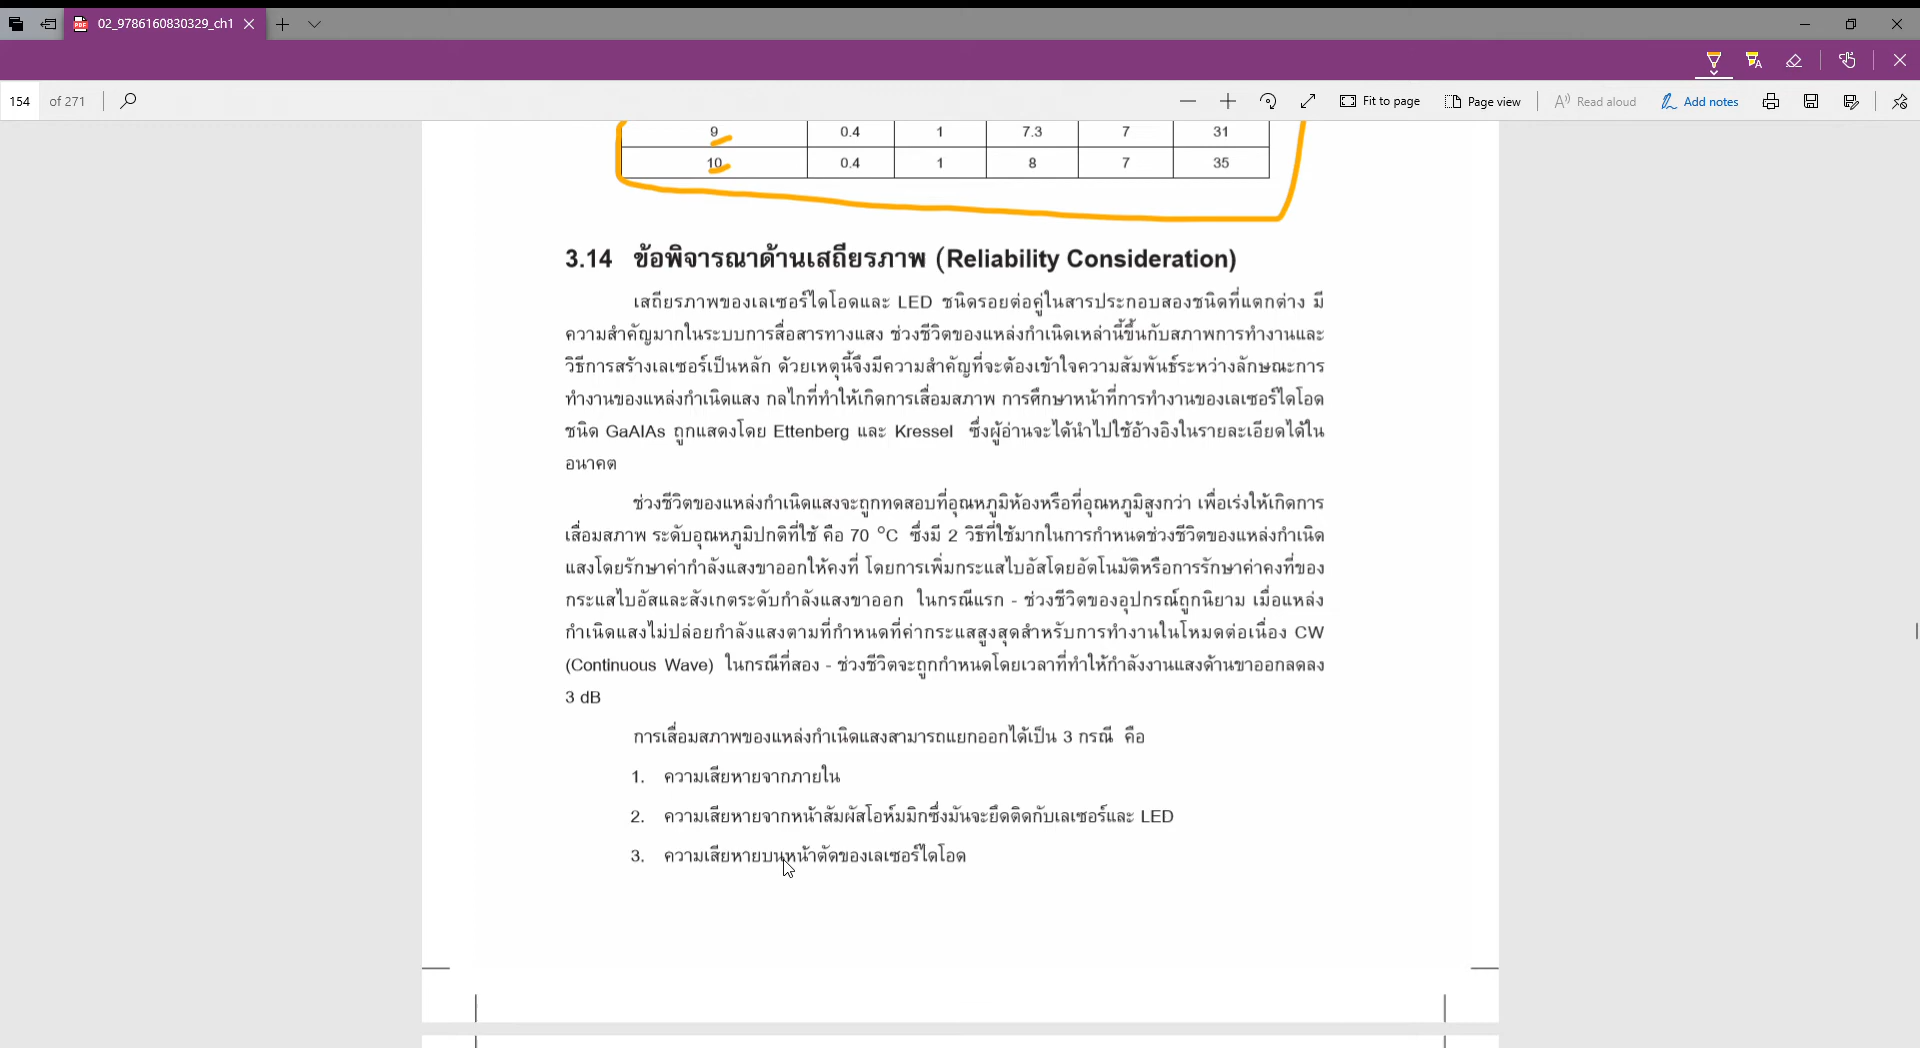 02_9786160830329_ch1
154 of 271
Fit to page
Page view
Read aloud
Add notes
9 0.4 1 7.3 7 31
10 0.4 1 8 7 35
3.14 ข้อพิจารณาด้านเสถียรภาพ (Reliability Consideration)
เสถียรภาพของเลเซอร์ไดโอดและ LED ชนิดรอยต่อคู่ในสารประกอบสองชนิดที่แตกต่าง มี
ความสำคัญมากในระบบการสื่อสารทางแสง ช่วงชีวิตของแหล่งกำเนิดเหล่านี้ขึ้นกับสภาพการทำงานและ
วิธีการสร้างเลเซอร์เป็นหลัก ด้วยเหตุนี้จึงมีความสำคัญที่จะต้องเข้าใจความสัมพันธ์ระหว่างลักษณะการ
ทำงานของแหล่งกำเนิดแสง กลไกที่ทำให้เกิดการเสื่อมสภาพ การศึกษาหน้าที่การทำงานของเลเซอร์ไดโอด
ชนิด GaAlAs ถูกแสดงโดย Ettenberg และ Kressel ซึ่งผู้อ่านจะได้นำไปใช้อ้างอิงในรายละเอียดได้ใน
อนาคต
ช่วงชีวิตของแหล่งกำเนิดแสงจะถูกทดสอบที่อุณหภูมิห้องหรือที่อุณหภูมิสูงกว่า เพื่อเร่งให้เกิดการ
เสื่อมสภาพ ระดับอุณหภูมิปกติที่ใช้ คือ 70 °C ซึ่งมี 2 วิธีที่ใช้มากในการกำหนดช่วงชีวิตของแหล่งกำเนิด
แสงโดยรักษาค่ากำลังแสงขาออกให้คงที่ โดยการเพิ่มกระแสไบอัสโดยอัตโนมัติหรือการรักษาค่าคงที่ของ
กระแสไบอัสและสังเกตระดับกำลังแสงขาออก ในกรณีแรก - ช่วงชีวิตของอุปกรณ์ถูกนิยาม เมื่อแหล่ง
กำเนิดแสงไม่ปล่อยกำลังแสงตามที่กำหนดที่ค่ากระแสสูงสุดสำหรับการทำงานในโหมดต่อเนื่อง CW
(Continuous Wave) ในกรณีที่สอง - ช่วงชีวิตจะถูกกำหนดโดยเวลาที่ทำให้กำลังงานแสงด้านขาออกลดลง
3 dB
การเสื่อมสภาพของแหล่งกำเนิดแสงสามารถแยกออกได้เป็น 3 กรณี คือ
1. ความเสียหายจากภายใน
2. ความเสียหายจากหน้าสัมผัสโอห์มมิกซึ่งมันจะยึดติดกับเลเซอร์และ LED
3. ความเสียหายบนหน้าตัดของเลเซอร์ไดโอด